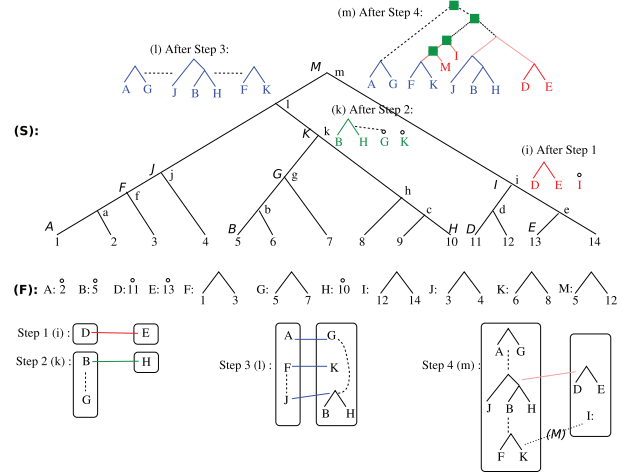 (m) After Step 4:
(l) After Step 3:
A G J B H F K
A G F K M I J B H D E
M m
l
(S):
(k) After Step 2:
B H G K
K k
(i) After Step 1
D E I
J j
G g
I i
F f
h
A a
B b
c
H
D d
E e
1 2 3 4 5 6 7 8 9 10 11 12 13 14
(F): A: 2 B: 5 D: 11 E: 13 F: 1 3 G: 5 7 H: 10 I: 12 14 J: 3 4 K: 6 8 M: 5 12
Step 1 (i) : D E
Step 2 (k) : B H
G
Step 3 (l) :
A G
F K
J
B H
Step 4 (m) :
A G
J B H
D E
I:
(M)
F K